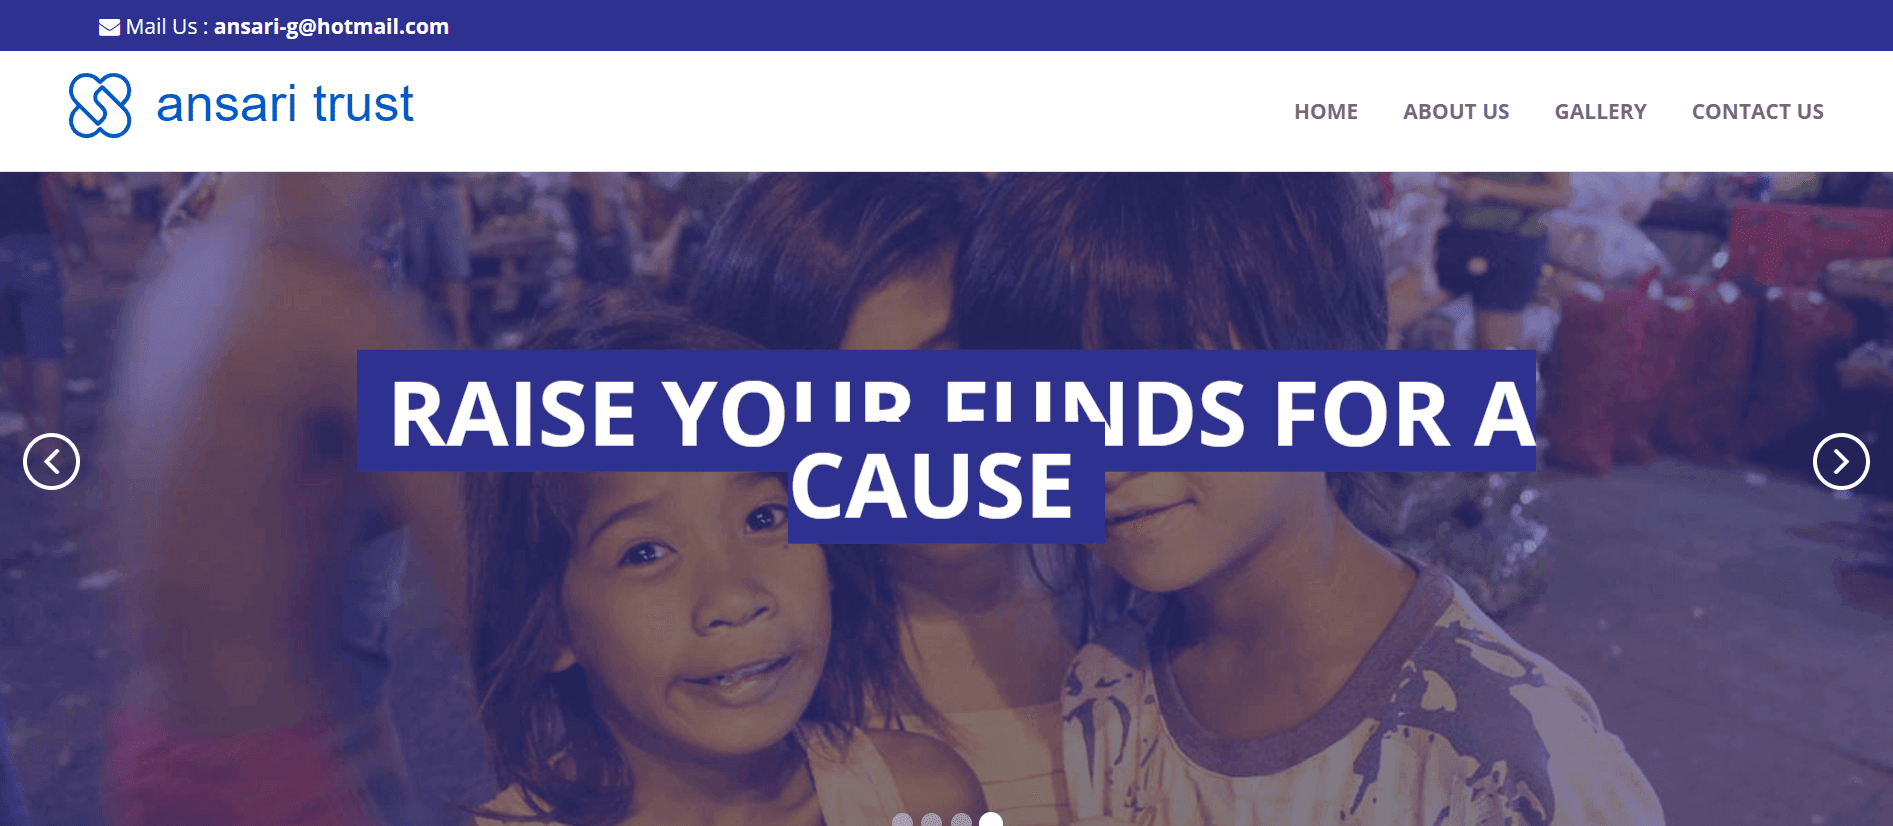 Mail Us : ansari-g@hotmail.com
ansari trust
HOME ABOUT US GALLERY CONTACT US
RAISE YOUR FUNDS FOR A
CAUSE